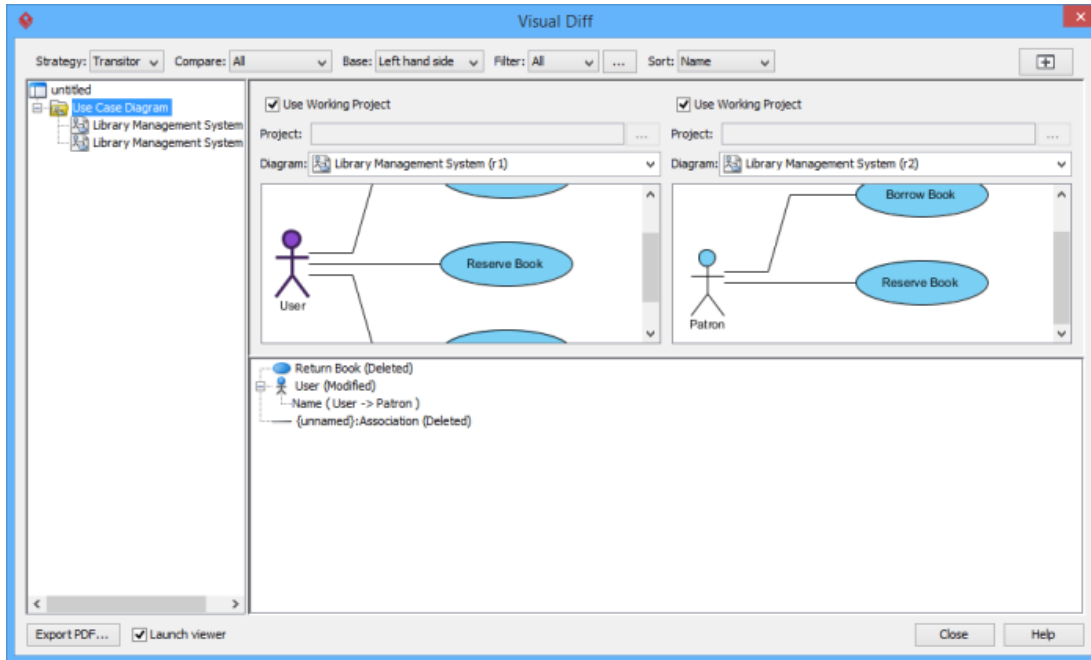 Visual Diff
Strategy: Transitor Compare: All Base: Left hand side Filter: All ... Sort: Name
untitled
Use Case Diagram
Library Management System
Library Management System
Use Working Project
Project: ...
Diagram: Library Management System (r1)
Reserve Book
User
Use Working Project
Project: ...
Diagram: Library Management System (r2)
Borrow Book
Reserve Book
Patron
Return Book (Deleted)
User (Modified)
Name ( User -> Patron )
{unnamed}:Association (Deleted)
Export PDF... Launch viewer Close Help